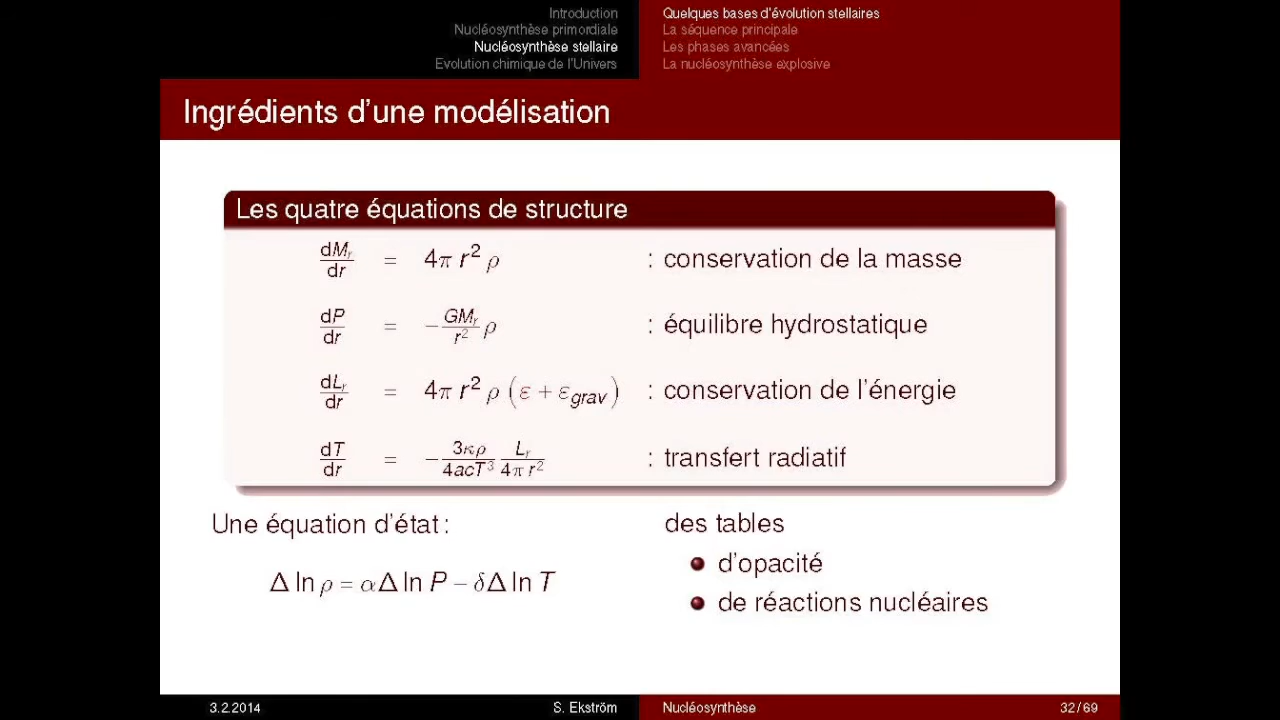 Introduction
Nucléosynthèse primordiale
Nucléosynthèse stellaire
Evolution chimique de l'Univers
Quelques bases d'évolution stellaires
La séquence principale
Les phases avancées
La nucléosynthèse explosive
Ingrédients d'une modélisation
Les quatre équations de structure
dM_r/dr = 4π r² ρ : conservation de la masse
dP/dr = −GM_r/r² ρ : équilibre hydrostatique
dL_r/dr = 4π r² ρ (ε + ε_grav) : conservation de l'énergie
dT/dr = −3κρ/4acT³ L_r/4π r² : transfert radiatif
Une équation d'état :
Δ ln ρ = αΔ ln P − δΔ ln T
des tables
d'opacité
de réactions nucléaires
3.2.2014 S. Ekström Nucléosynthèse 32/69